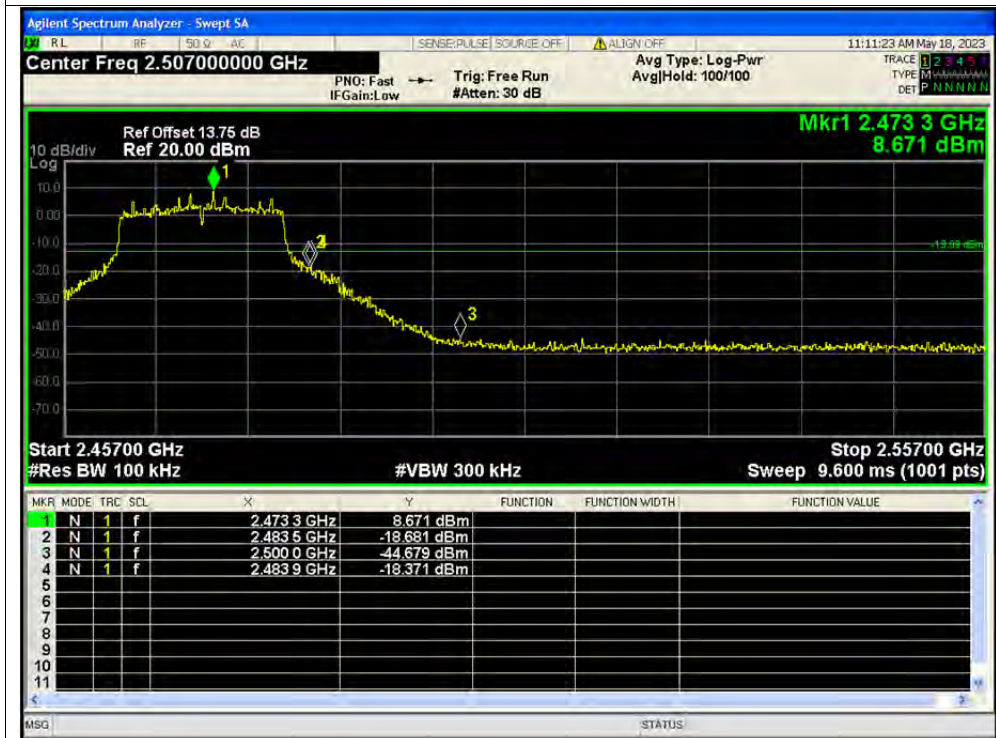 Agilent Spectrum Analyzer - Swept SA
LXI RL RF 50 Ω AC SENSE:PULSE SOURCE OFF ALIGN OFF 11:11:23 AM May 18, 2023
Center Freq 2.507000000 GHz
PNO: Fast Trig: Free Run
IFGain:Low #Atten: 30 dB
Avg Type: Log-Pwr
Avg|Hold: 100/100
TRACE 1 2 3 4 5
TYPE M
DET P N N N N N
Mkr1 2.473 3 GHz
8.671 dBm
Ref Offset 13.75 dB
10 dB/div Ref 20.00 dBm
Log
1
10.0
0.00
2
-10.0
-20.0
-30.0
3
-40.0
-50.0
-60.0
-70.0
Start 2.45700 GHz Stop 2.55700 GHz
#Res BW 100 kHz #VBW 300 kHz Sweep 9.600 ms (1001 pts)
MKR MODE TRC SCL X Y FUNCTION FUNCTION WIDTH FUNCTION VALUE
1 N 1 f 2.473 3 GHz 8.671 dBm
2 N 1 f 2.483 5 GHz -18.681 dBm
3 N 1 f 2.500 0 GHz -44.679 dBm
4 N 1 f 2.483 9 GHz -18.371 dBm
5
6
7
8
9
10
11
MSG STATUS